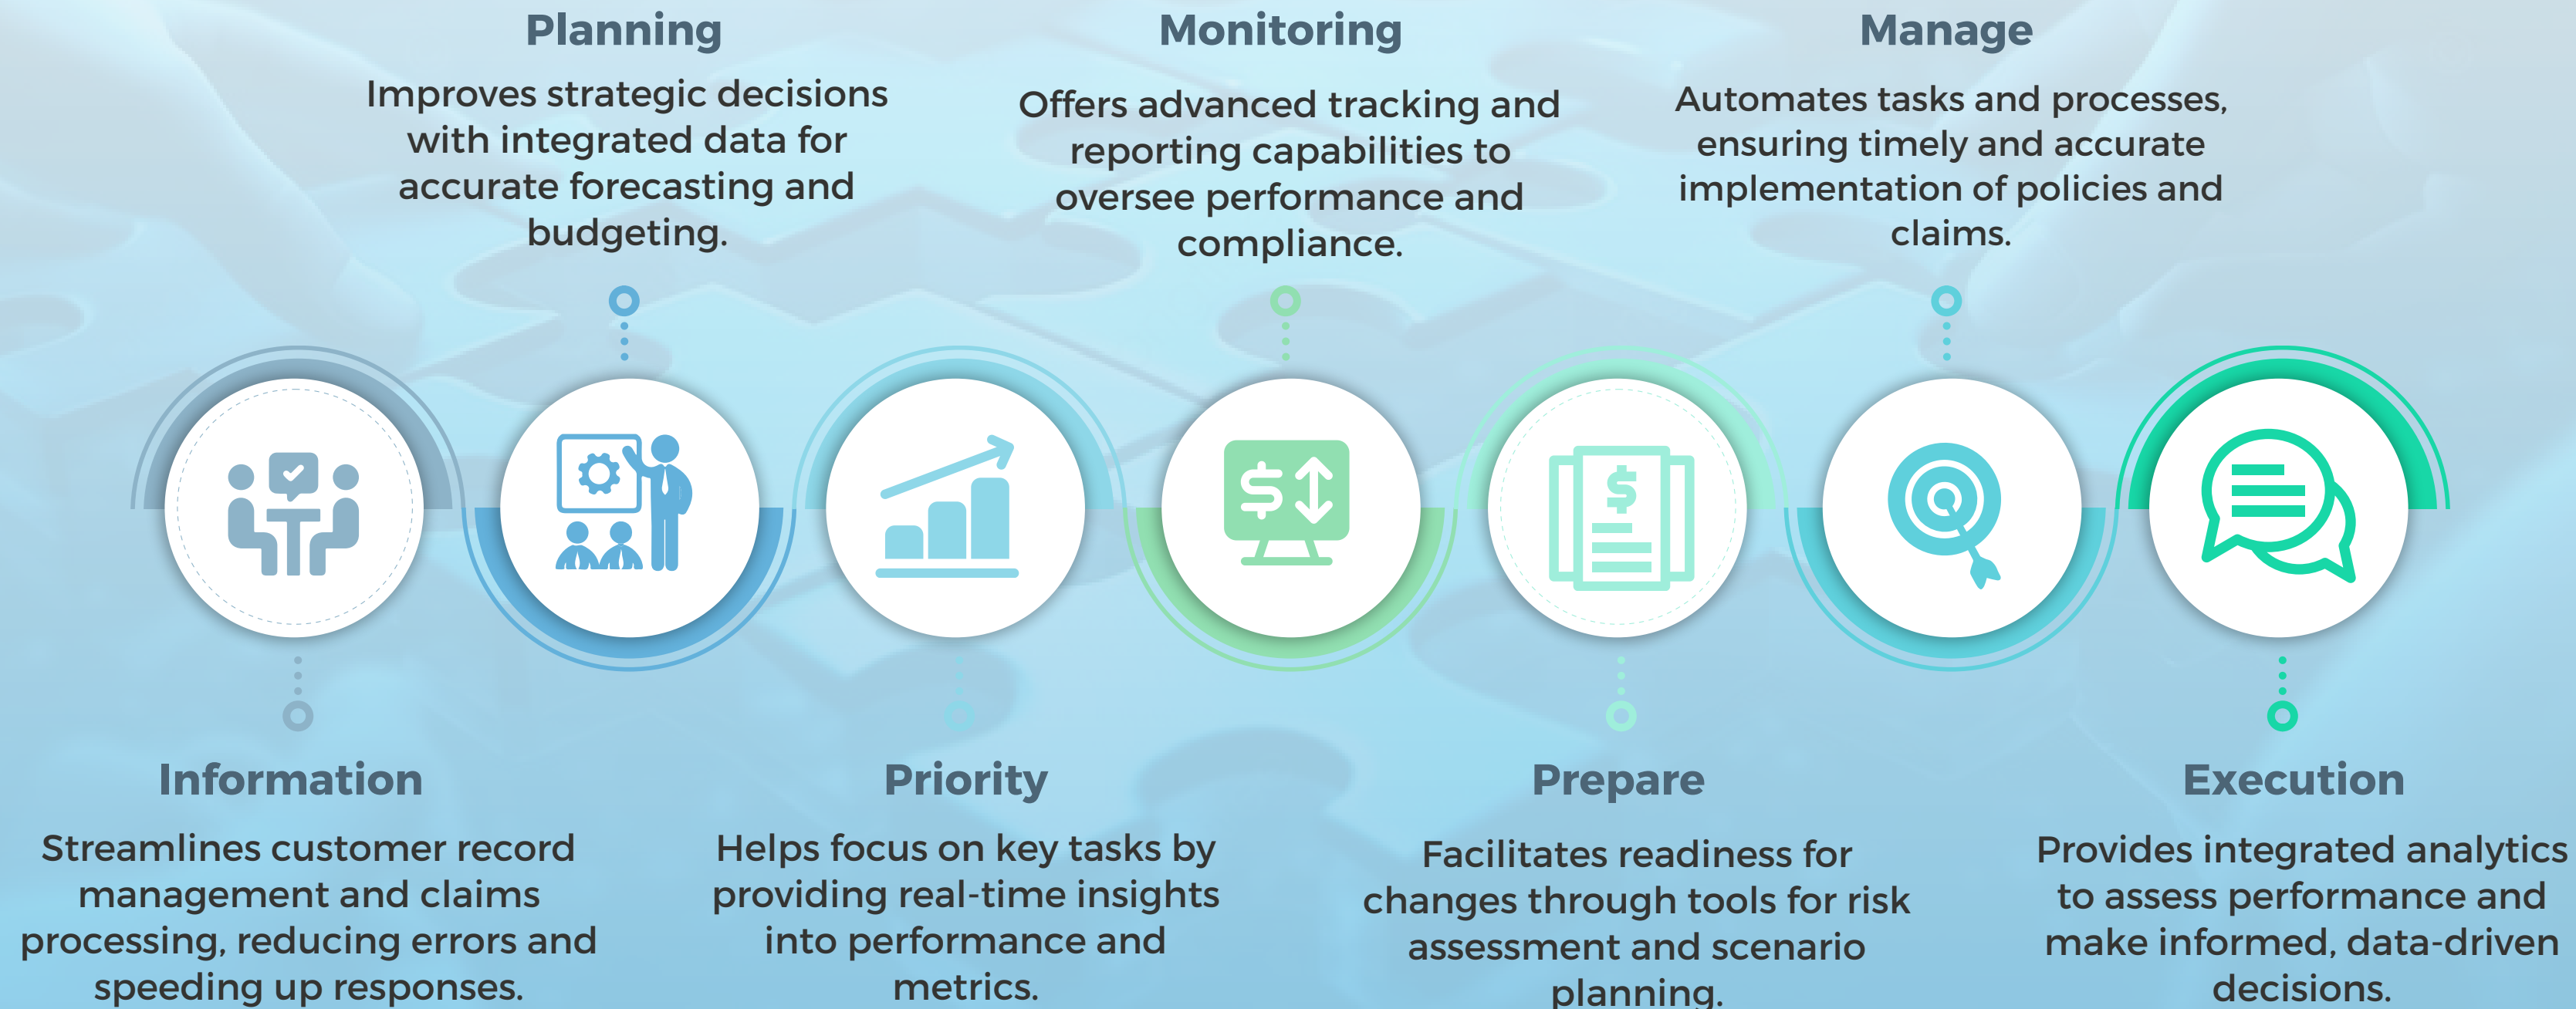 Planning
Improves strategic decisions
with integrated data for
accurate forecasting and
budgeting.
Monitoring
Offers advanced tracking and
reporting capabilities to
oversee performance and
compliance.
Manage
Automates tasks and processes,
ensuring timely and accurate
implementation of policies and
claims.
$
$
Information
Streamlines customer record
management and claims
processing, reducing errors and
speeding up responses.
Priority
Helps focus on key tasks by
providing real-time insights
into performance and
metrics.
Prepare
Facilitates readiness for
changes through tools for risk
assessment and scenario
planning.
Execution
Provides integrated analytics
to assess performance and
make informed, data-driven
decisions.